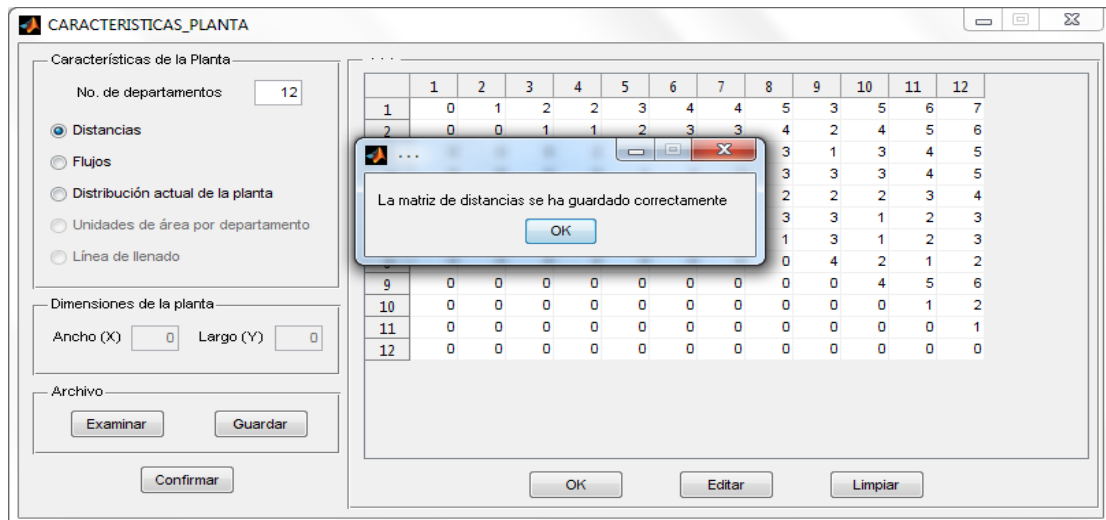 CARACTERISTICAS_PLANTA
Características de la Planta
No. de departamentos 12
Distancias
Flujos
Distribución actual de la planta
Unidades de área por departamento
Línea de llenado
Dimensiones de la planta
Ancho (X) 0 Largo (Y) 0
Archivo
Examinar Guardar
Confirmar
. . .
1 2 3 4 5 6 7 8 9 10 11 12
1 0 1 2 2 3 4 4 5 3 5 6 7
2 0 0 1 1 2 3 3 4 2 4 5 6
3 1 3 4 5
3 3 3 4 5
2 2 2 3 4
3 3 1 2 3
1 3 1 2 3
0 4 2 1 2
9 0 0 0 0 0 0 0 0 0 4 5 6
10 0 0 0 0 0 0 0 0 0 0 1 2
11 0 0 0 0 0 0 0 0 0 0 0 1
12 0 0 0 0 0 0 0 0 0 0 0 0
. . .
La matriz de distancias se ha guardado correctamente
OK
OK Editar Limpiar